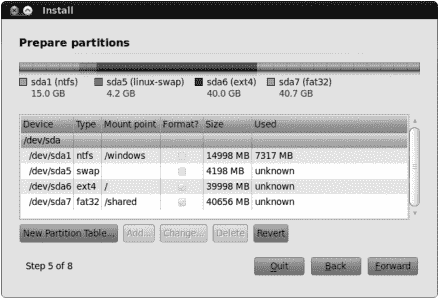 Install
Prepare partitions
sda1 (ntfs) sda5 (linux-swap) sda6 (ext4) sda7 (fat32)
15.0 GB 4.2 GB 40.0 GB 40.7 GB
Device Type Mount point Format? Size Used
/dev/sda
/dev/sda1 ntfs /windows 14998 MB 7317 MB
/dev/sda5 swap 4198 MB unknown
/dev/sda6 ext4 / 39998 MB unknown
/dev/sda7 fat32 /shared 40656 MB unknown
New Partition Table... Add... Change... Delete Revert
Step 5 of 8 Quit Back Forward